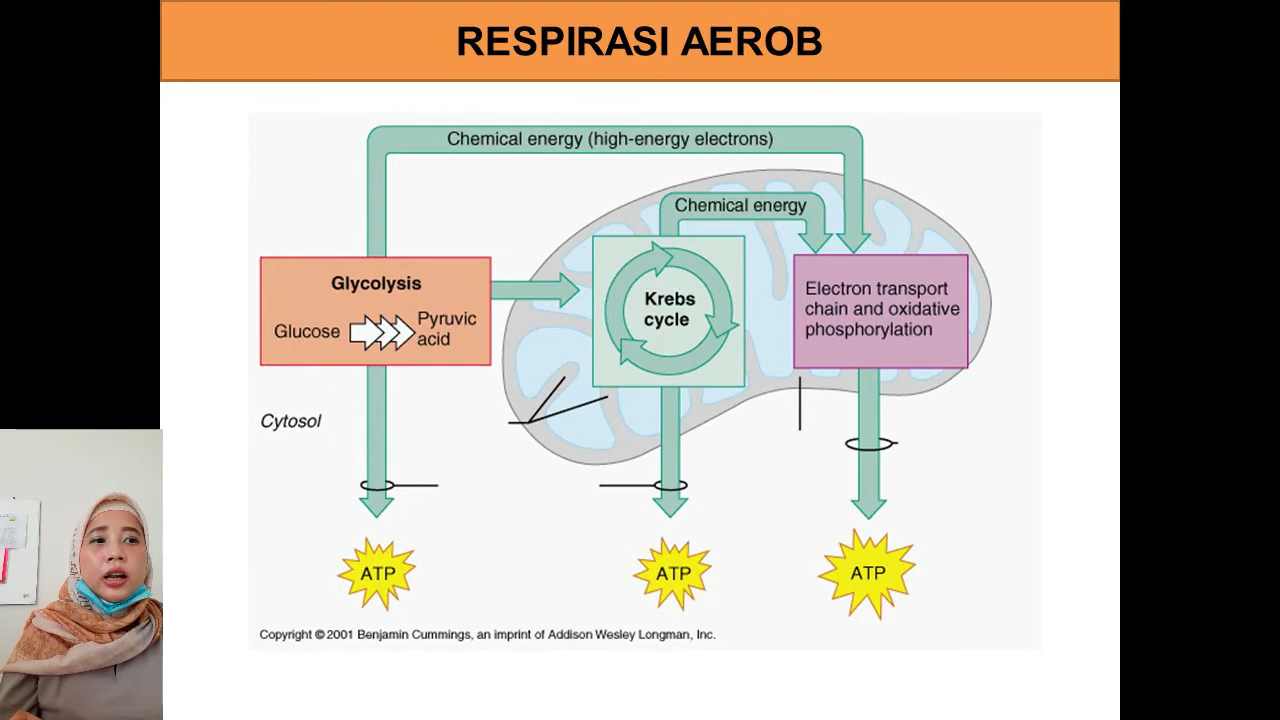 RESPIRASI AEROB
Chemical energy (high-energy electrons)
Chemical energy
Glycolysis
Glucose
Pyruvic
acid
Krebs
cycle
Electron transport
chain and oxidative
phosphorylation
Cytosol
ATP
ATP
ATP
Copyright © 2001 Benjamin Cummings, an imprint of Addison Wesley Longman, Inc.